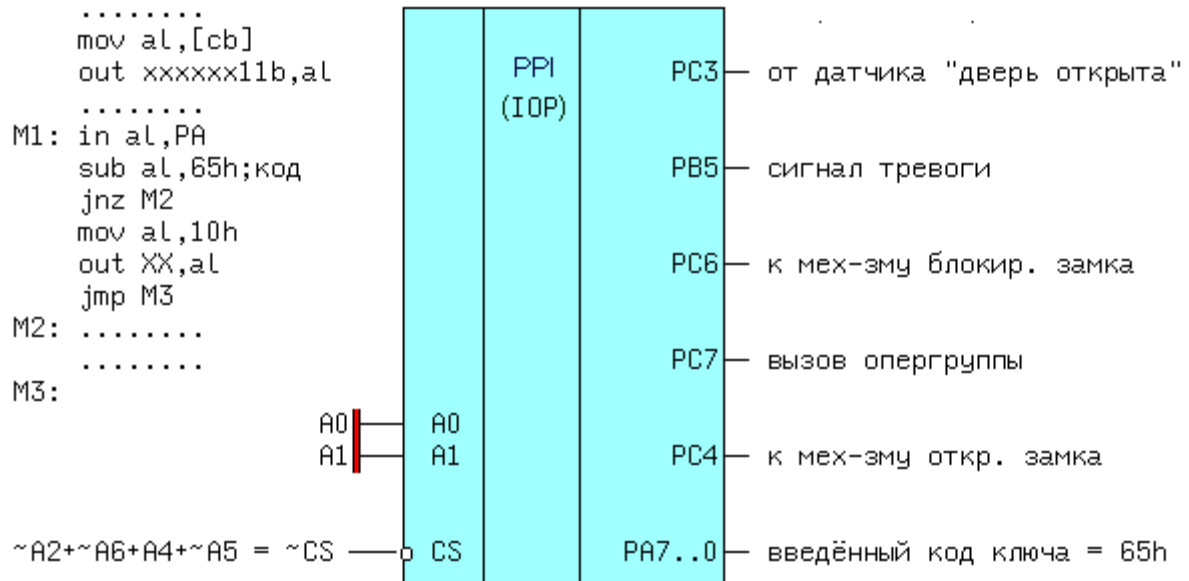 ........
mov al,[cb]
out xxxxxx11b,al
........
M1: in al,PA
sub al,65h;код
jnz M2
mov al,10h
out XX,al
jmp M3
M2: ........
........
M3:
A0
A1
~A2+~A6+A4+~A5 = ~CS
A0
A1
CS
PPI
(IOP)
PC3 от датчика "дверь открыта"
PB5 сигнал тревоги
PC6 к мех-зму блокир. замка
PC7 вызов опергруппы
PC4 к мех-зму откр. замка
PA7..0 введённый код ключа = 65h